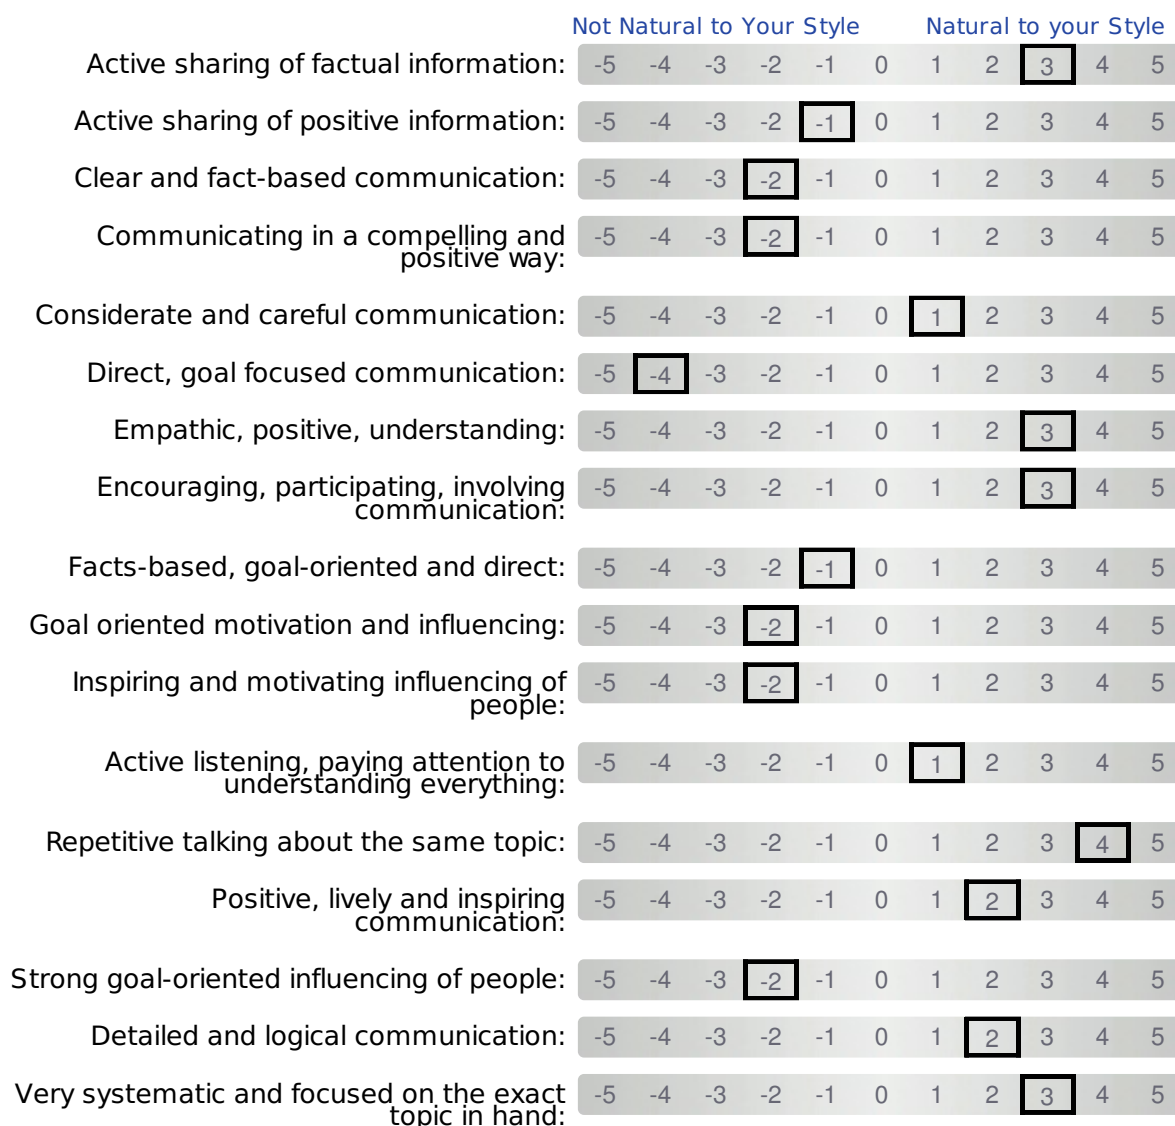 Not Natural to Your Style Natural to your Style
Active sharing of factual information: -5 -4 -3 -2 -1 0 1 2 3 4 5
Active sharing of positive information: -5 -4 -3 -2 -1 0 1 2 3 4 5
Clear and fact-based communication: -5 -4 -3 -2 -1 0 1 2 3 4 5
Communicating in a compelling and
positive way: -5 -4 -3 -2 -1 0 1 2 3 4 5
Considerate and careful communication: -5 -4 -3 -2 -1 0 1 2 3 4 5
Direct, goal focused communication: -5 -4 -3 -2 -1 0 1 2 3 4 5
Empathic, positive, understanding: -5 -4 -3 -2 -1 0 1 2 3 4 5
Encouraging, participating, involving
communication: -5 -4 -3 -2 -1 0 1 2 3 4 5
Facts-based, goal-oriented and direct: -5 -4 -3 -2 -1 0 1 2 3 4 5
Goal oriented motivation and influencing: -5 -4 -3 -2 -1 0 1 2 3 4 5
Inspiring and motivating influencing of
people: -5 -4 -3 -2 -1 0 1 2 3 4 5
Active listening, paying attention to
understanding everything: -5 -4 -3 -2 -1 0 1 2 3 4 5
Repetitive talking about the same topic: -5 -4 -3 -2 -1 0 1 2 3 4 5
Positive, lively and inspiring
communication: -5 -4 -3 -2 -1 0 1 2 3 4 5
Strong goal-oriented influencing of people: -5 -4 -3 -2 -1 0 1 2 3 4 5
Detailed and logical communication: -5 -4 -3 -2 -1 0 1 2 3 4 5
Very systematic and focused on the exact
topic in hand: -5 -4 -3 -2 -1 0 1 2 3 4 5